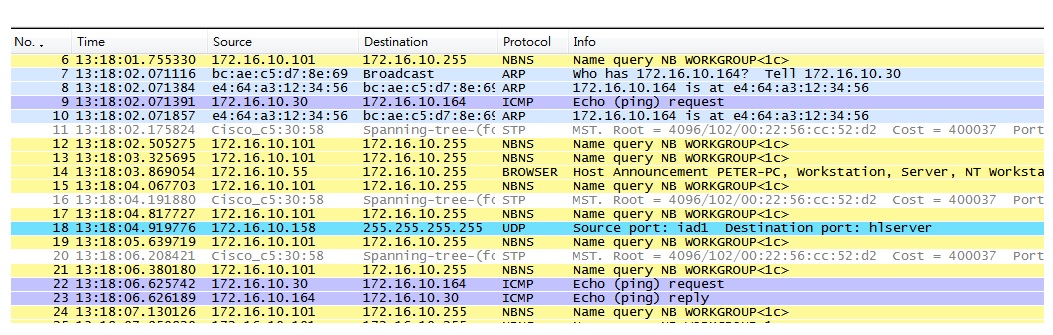 No. . Time Source Destination Protocol Info
6 13:18:01.755330 172.16.10.101 172.16.10.255 NBNS Name query NB WORKGROUP<1c>
7 13:18:02.071116 bc:ae:c5:d7:8e:69 Broadcast ARP Who has 172.16.10.164? Tell 172.16.10.30
8 13:18:02.071384 e4:64:a3:12:34:56 bc:ae:c5:d7:8e:69 ARP 172.16.10.164 is at e4:64:a3:12:34:56
9 13:18:02.071391 172.16.10.30 172.16.10.164 ICMP Echo (ping) request
10 13:18:02.071857 e4:64:a3:12:34:56 bc:ae:c5:d7:8e:69 ARP 172.16.10.164 is at e4:64:a3:12:34:56
11 13:18:02.175824 Cisco_c5:30:58 Spanning-tree-(fo STP MST. Root = 4096/102/00:22:56:cc:52:d2 Cost = 400037 Port
12 13:18:02.505275 172.16.10.101 172.16.10.255 NBNS Name query NB WORKGROUP<1c>
13 13:18:03.325695 172.16.10.101 172.16.10.255 NBNS Name query NB WORKGROUP<1c>
14 13:18:03.869054 172.16.10.55 172.16.10.255 BROWSER Host Announcement PETER-PC, Workstation, Server, NT Worksta
15 13:18:04.067703 172.16.10.101 172.16.10.255 NBNS Name query NB WORKGROUP<1c>
16 13:18:04.191880 Cisco_c5:30:58 Spanning-tree-(fo STP MST. Root = 4096/102/00:22:56:cc:52:d2 Cost = 400037 Port
17 13:18:04.817727 172.16.10.101 172.16.10.255 NBNS Name query NB WORKGROUP<1c>
18 13:18:04.919776 172.16.10.158 255.255.255.255 UDP Source port: iad1 Destination port: hlserver
19 13:18:05.639719 172.16.10.101 172.16.10.255 NBNS Name query NB WORKGROUP<1c>
20 13:18:06.208421 Cisco_c5:30:58 Spanning-tree-(fo STP MST. Root = 4096/102/00:22:56:cc:52:d2 Cost = 400037 Port
21 13:18:06.380180 172.16.10.101 172.16.10.255 NBNS Name query NB WORKGROUP<1c>
22 13:18:06.625742 172.16.10.30 172.16.10.164 ICMP Echo (ping) request
23 13:18:06.626189 172.16.10.164 172.16.10.30 ICMP Echo (ping) reply
24 13:18:07.130126 172.16.10.101 172.16.10.255 NBNS Name query NB WORKGROUP<1c>